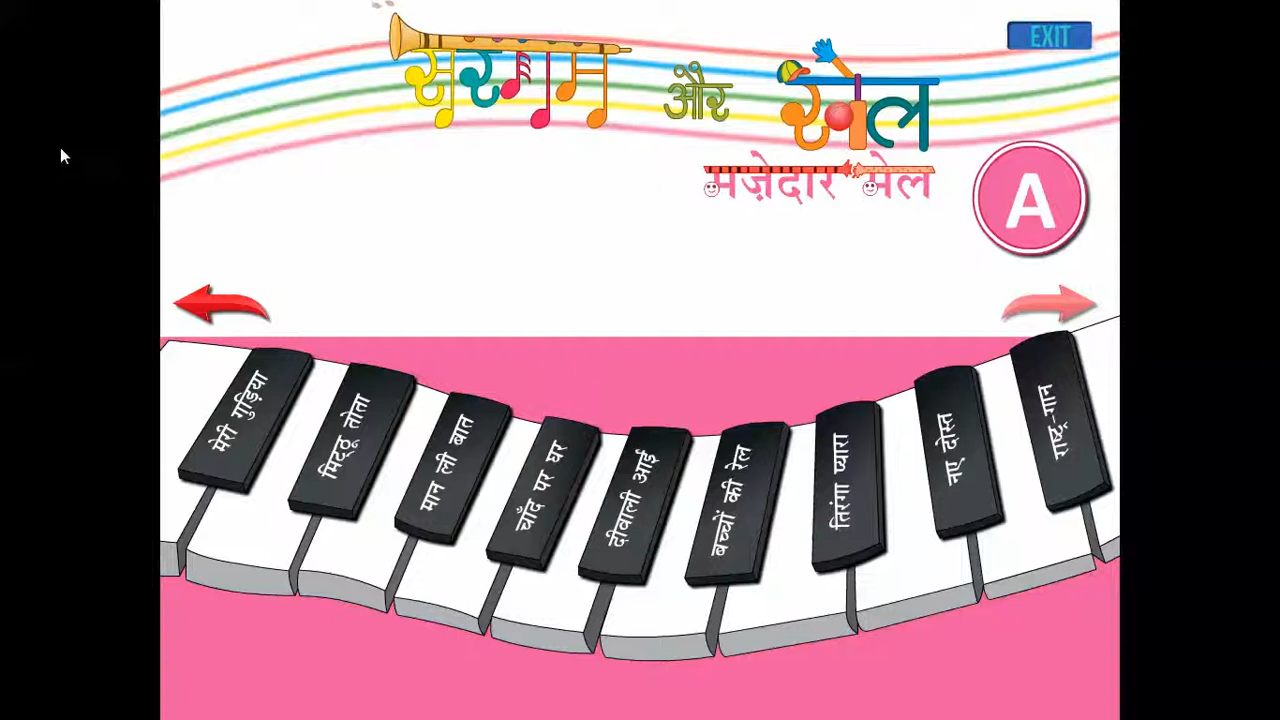 EXIT
सरगम और खेल
मज़ेदार मेल
A
मेरी गुड़िया
मिट्ठू तोता
मान ली बात
चाँद पर घर
दीवाली आई
बच्चों की रेल
तिरंगा प्यारा
नए दोस्त
राष्ट्र-गान